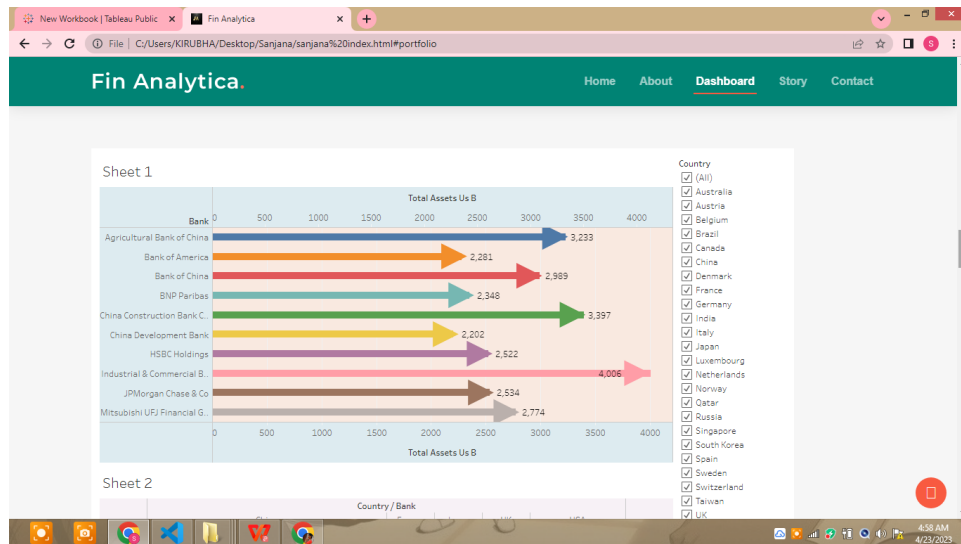 New Workbook | Tableau Public
Fin Analytica
File | C:/Users/KIRUBHA/Desktop/Sanjana/sanjana%20index.html#portfolio
S
Fin Analytica.
Home About Dashboard Story Contact
Sheet 1
Total Assets Us B
Bank 0 500 1000 1500 2000 2500 3000 3500 4000
Agricultural Bank of China 3,233
Bank of America 2,281
Bank of China 2,989
BNP Paribas 2,348
China Construction Bank C.. 3,397
China Development Bank 2,202
HSBC Holdings 2,522
Industrial & Commercial B.. 4,006
JPMorgan Chase & Co 2,534
Mitsubishi UFJ Financial G.. 2,774
0 500 1000 1500 2000 2500 3000 3500 4000
Total Assets Us B
Country
(All)
Australia
Austria
Belgium
Brazil
Canada
China
Denmark
France
Germany
India
Italy
Japan
Luxembourg
Netherlands
Norway
Qatar
Russia
Singapore
South Korea
Spain
Sweden
Switzerland
Taiwan
UK
Sheet 2
Country / Bank
4:58 AM
4/23/2023